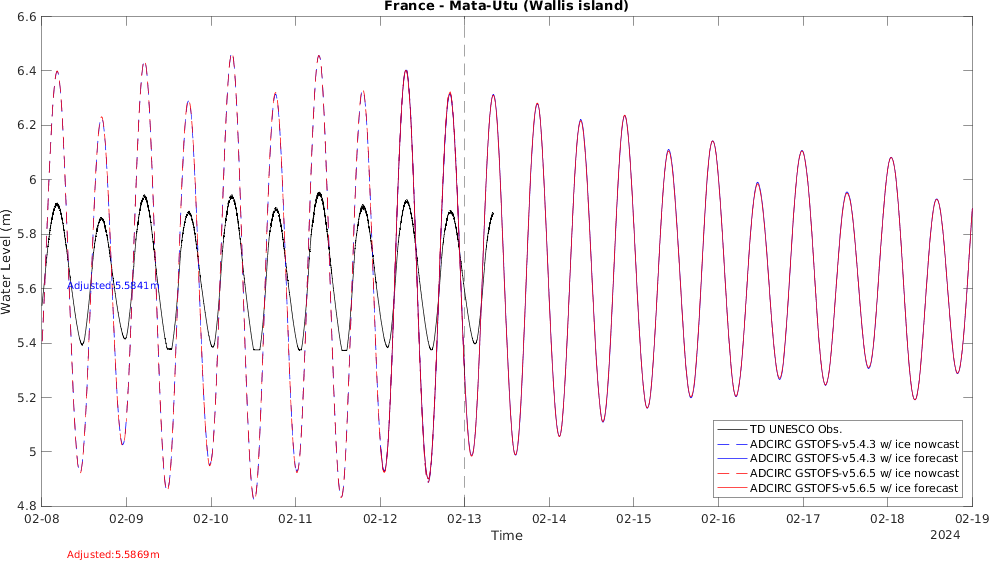 France - Mata-Utu (Wallis island)
6.6
6.4
6.2
6
5.8
5.6
5.4
5.2
5
4.8
Water Level (m)
Adjusted:5.5841m
TD UNESCO Obs.
ADCIRC GSTOFS-v5.4.3 w/ ice nowcast
ADCIRC GSTOFS-v5.4.3 w/ ice forecast
ADCIRC GSTOFS-v5.6.5 w/ ice nowcast
ADCIRC GSTOFS-v5.6.5 w/ ice forecast
02-08 02-09 02-10 02-11 02-12 02-13 02-14 02-15 02-16 02-17 02-18 02-19
Time
2024
Adjusted:5.5869m